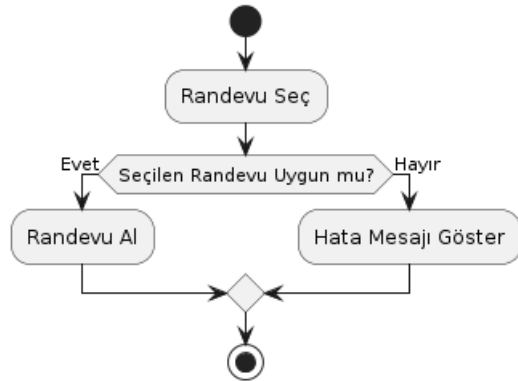 Randevu Seç
Evet
Seçilen Randevu Uygun mu?
Hayır
Randevu Al
Hata Mesajı Göster